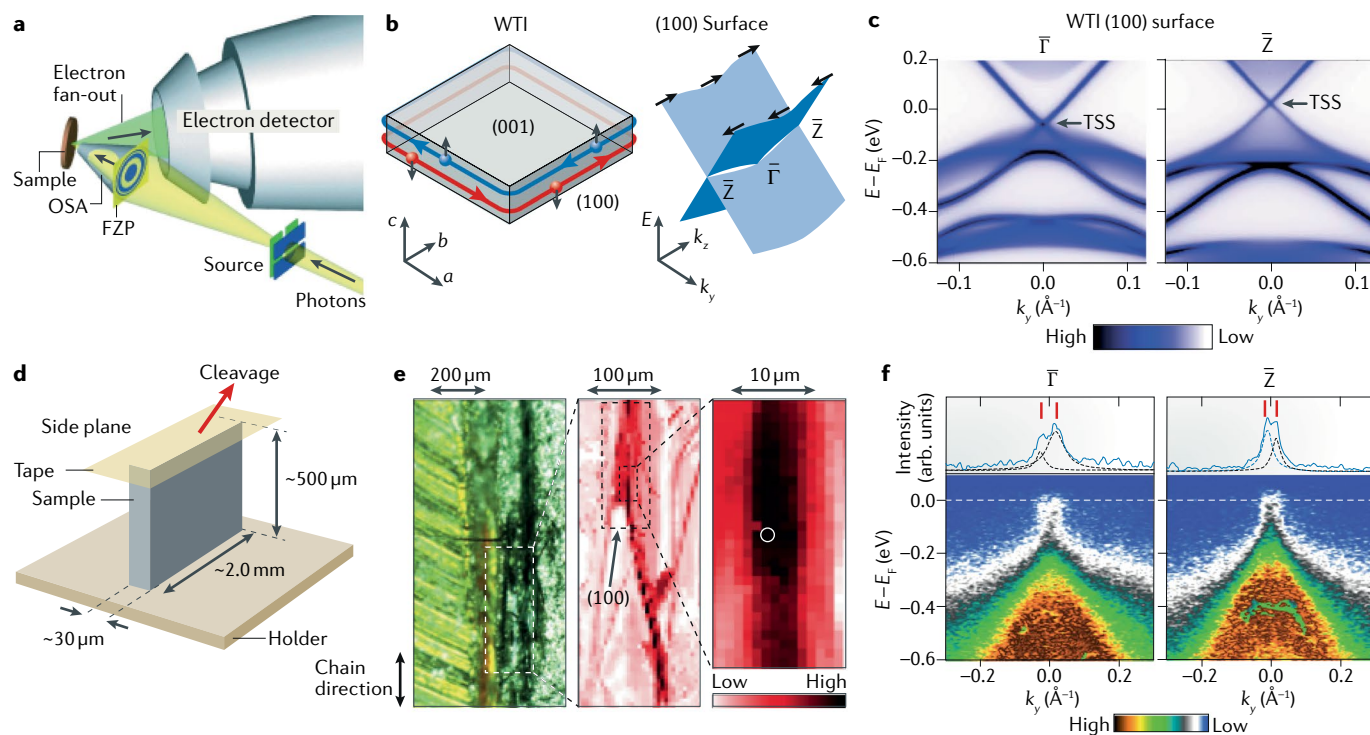 a
Electron
fan-out
Electron detector
Sample
OSA
FZP
Source
Photons
b
WTI
(001)
(100)
c
b
a
(100) Surface
Z̄
Γ̄
Z̄
E
k_z
k_y
c
WTI (100) surface
Γ̄
Z̄
0.2
0.0
−0.2
−0.4
−0.6
E – E_F (eV)
TSS
TSS
−0.1
0.0
0.1
−0.1
0.0
0.1
k_y (Å⁻¹)
k_y (Å⁻¹)
High
Low
d
Cleavage
Side plane
Tape
Sample
~500 μm
~2.0 mm
~30 μm
Holder
e
200 μm
100 μm
10 μm
(100)
Chain
direction
Low
High
f
Γ̄
Z̄
Intensity
(arb. units)
0.0
−0.2
−0.4
−0.6
E – E_F (eV)
−0.2
0.0
0.2
−0.2
0.0
0.2
k_y (Å⁻¹)
k_y (Å⁻¹)
High
Low